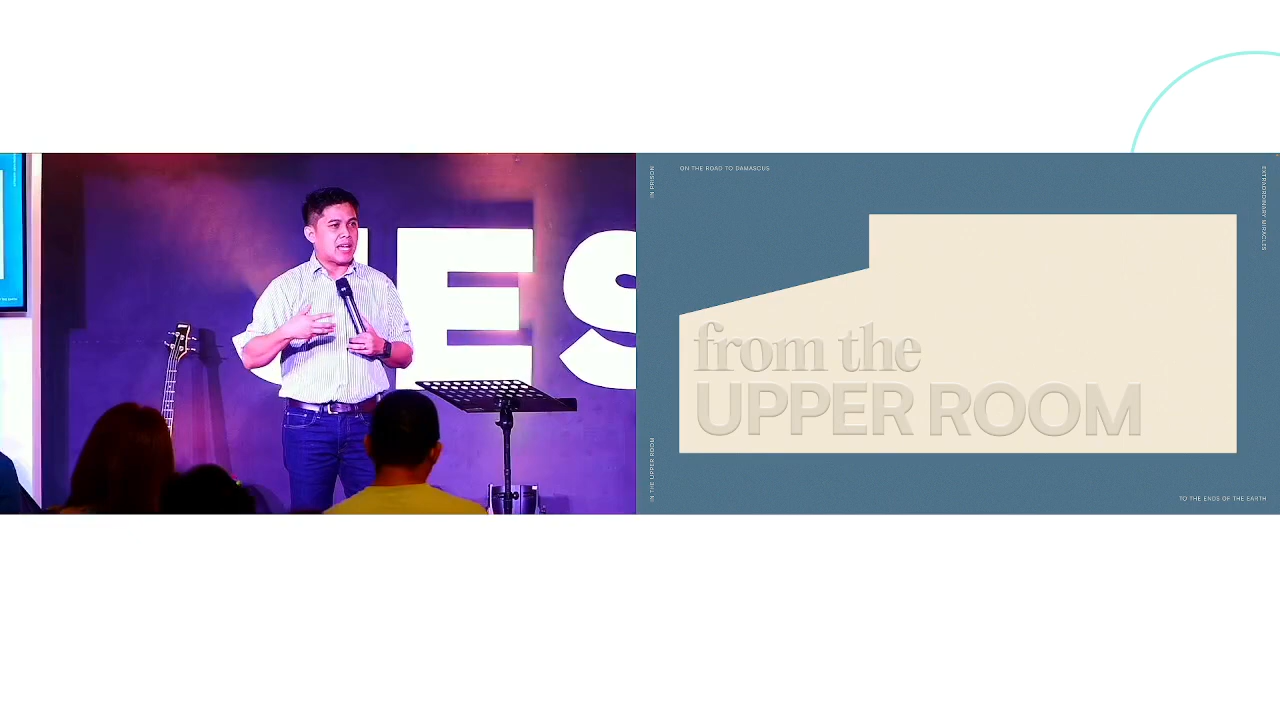 JES
IN PRISON
ON THE ROAD TO DAMASCUS
EXTRAORDINARY MIRACLES
from the
UPPER ROOM
IN THE UPPER ROOM
TO THE ENDS OF THE EARTH